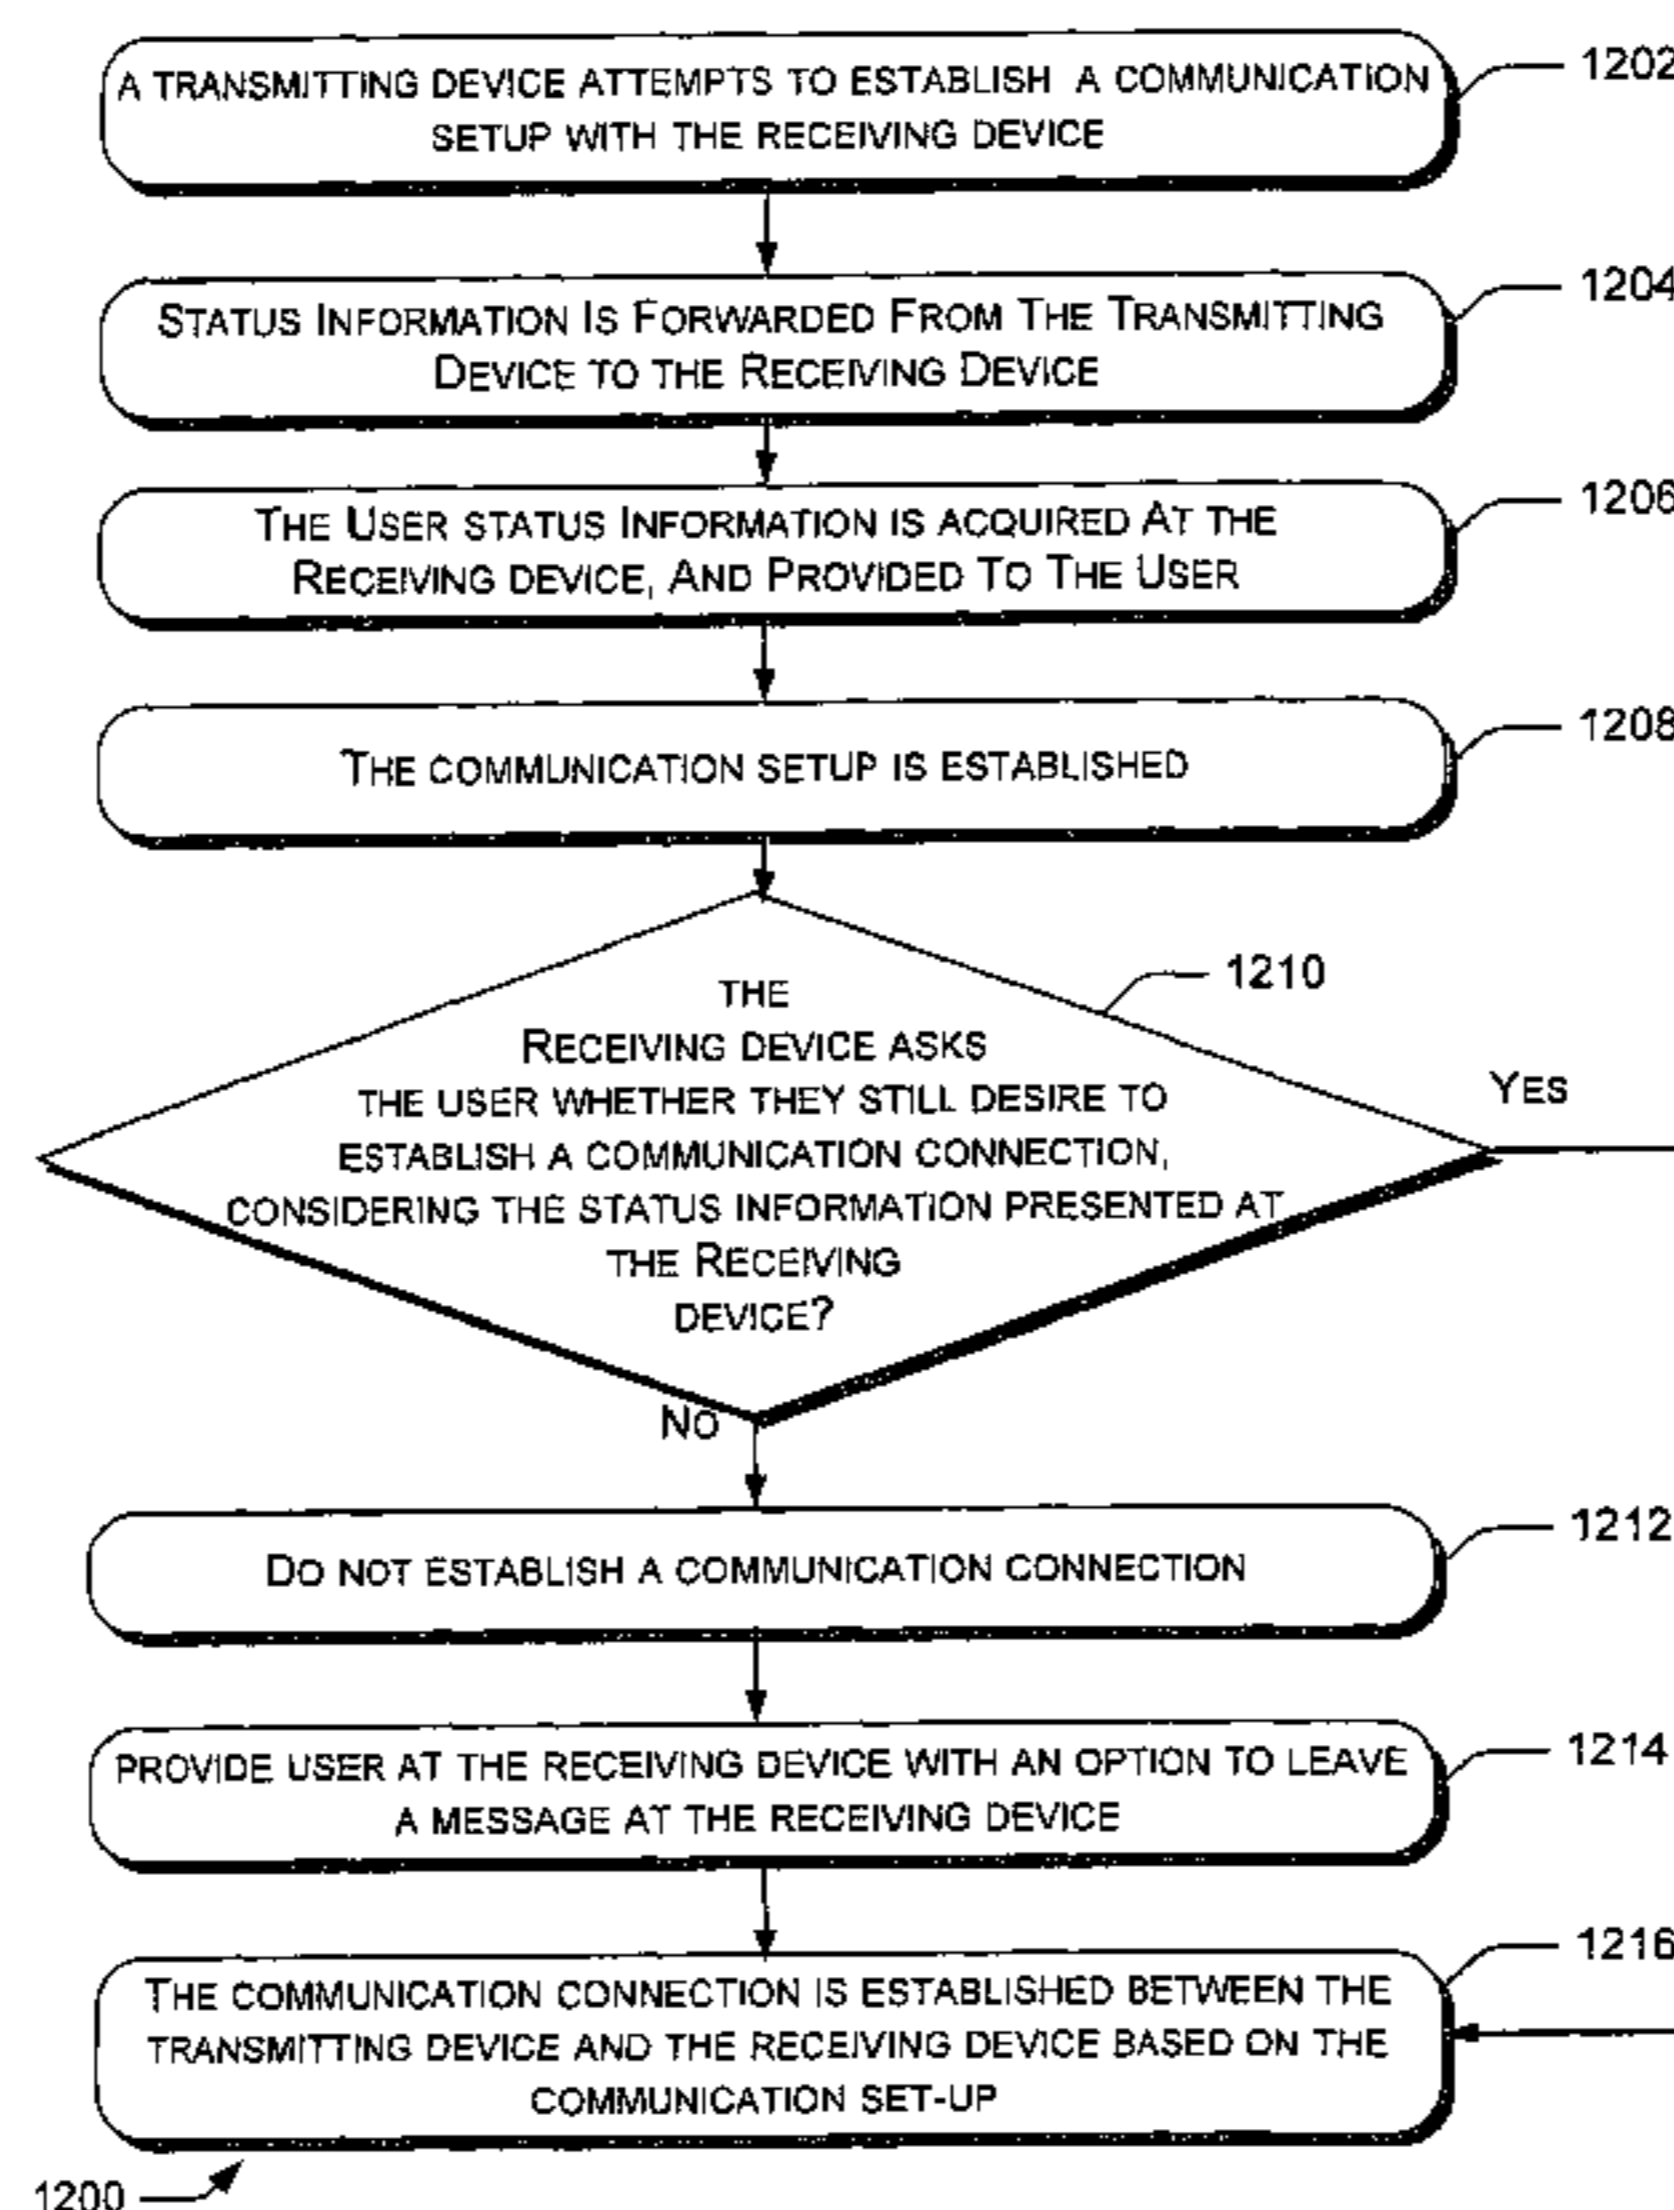 A TRANSMITTING DEVICE ATTEMPTS TO ESTABLISH A COMMUNICATION
SETUP WITH THE RECEIVING DEVICE
1202
STATUS INFORMATION IS FORWARDED FROM THE TRANSMITTING
DEVICE TO THE RECEIVING DEVICE
1204
THE USER STATUS INFORMATION IS ACQUIRED AT THE
RECEIVING DEVICE, AND PROVIDED TO THE USER
1206
THE COMMUNICATION SETUP IS ESTABLISHED
1208
THE
RECEIVING DEVICE ASKS
THE USER WHETHER THEY STILL DESIRE TO
ESTABLISH A COMMUNICATION CONNECTION,
CONSIDERING THE STATUS INFORMATION PRESENTED AT
THE RECEIVING
DEVICE?
1210
YES
NO
DO NOT ESTABLISH A COMMUNICATION CONNECTION
1212
PROVIDE USER AT THE RECEIVING DEVICE WITH AN OPTION TO LEAVE
A MESSAGE AT THE RECEIVING DEVICE
1214
THE COMMUNICATION CONNECTION IS ESTABLISHED BETWEEN THE
TRANSMITTING DEVICE AND THE RECEIVING DEVICE BASED ON THE
COMMUNICATION SET-UP
1216
1200